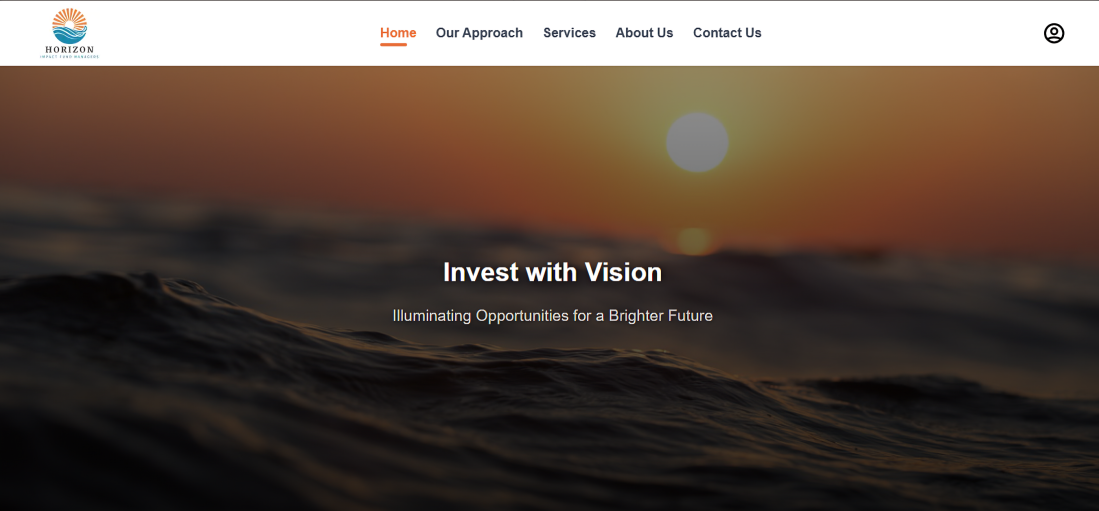 HORIZON
IMPACT FUND MANAGERS
Home Our Approach Services About Us Contact Us
Invest with Vision
Illuminating Opportunities for a Brighter Future